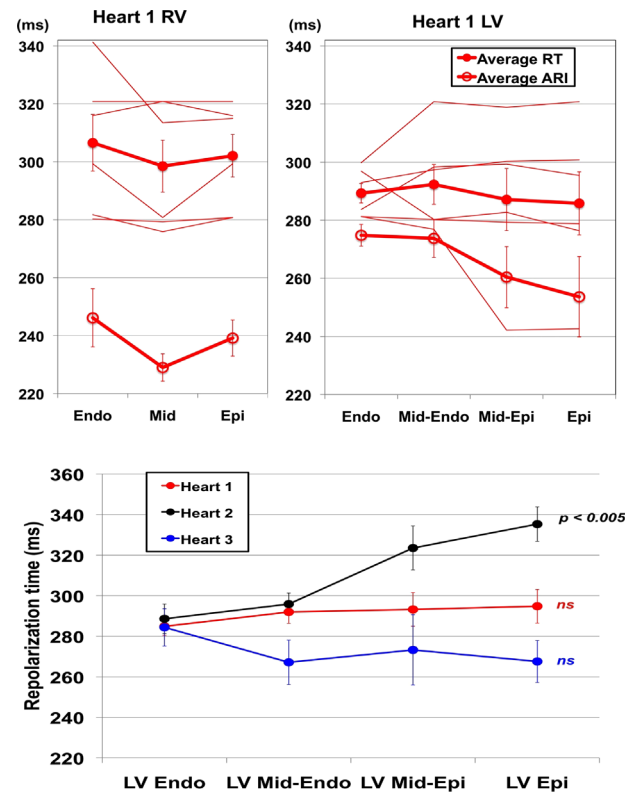 Heart 1 RV
(ms)
340
320
300
280
260
240
220
Endo Mid Epi
Heart 1 LV
(ms)
340
320
300
280
260
240
220
Average RT
Average ARI
Endo Mid-Endo Mid-Epi Epi
Repolarization time (ms)
360
340
320
300
280
260
240
220
Heart 1
Heart 2
Heart 3
p < 0.005
ns
ns
LV Endo LV Mid-Endo LV Mid-Epi LV Epi